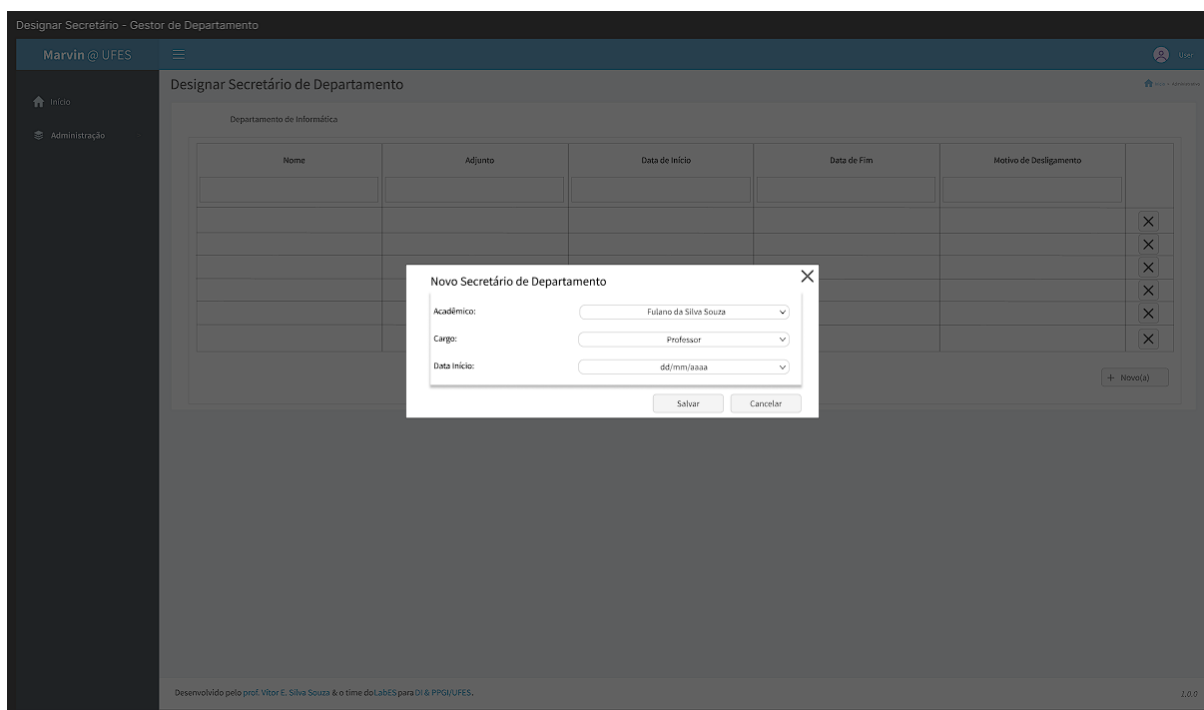 Designar Secretário - Gestor de Departamento
Marvin @ UFES
User
Designar Secretário de Departamento
Início
Departamento de Informática
Administração
Nome Adjunto Data de Início Data de Fim Motivo de Desligamento
Novo Secretário de Departamento
Acadêmico: Fulano da Silva Souza
Cargo: Professor
Data Início: dd/mm/aaaa
+ Novo(a)
Salvar Cancelar
Desenvolvido pelo prof. Vítor E. Silva Souza & o time do LabES para DI & PPGI/UFES.
1.0.0